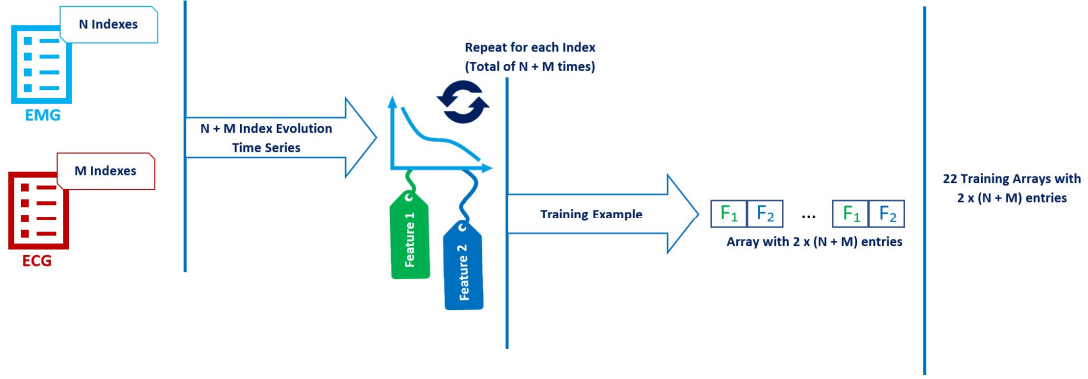 N Indexes
EMG
M Indexes
ECG
N + M Index Evolution
Time Series
Repeat for each Index
(Total of N + M times)
Feature 1
Feature 2
Training Example
F1 F2 ... F1 F2
Array with 2 x (N + M) entries
22 Training Arrays with
2 x (N + M) entries